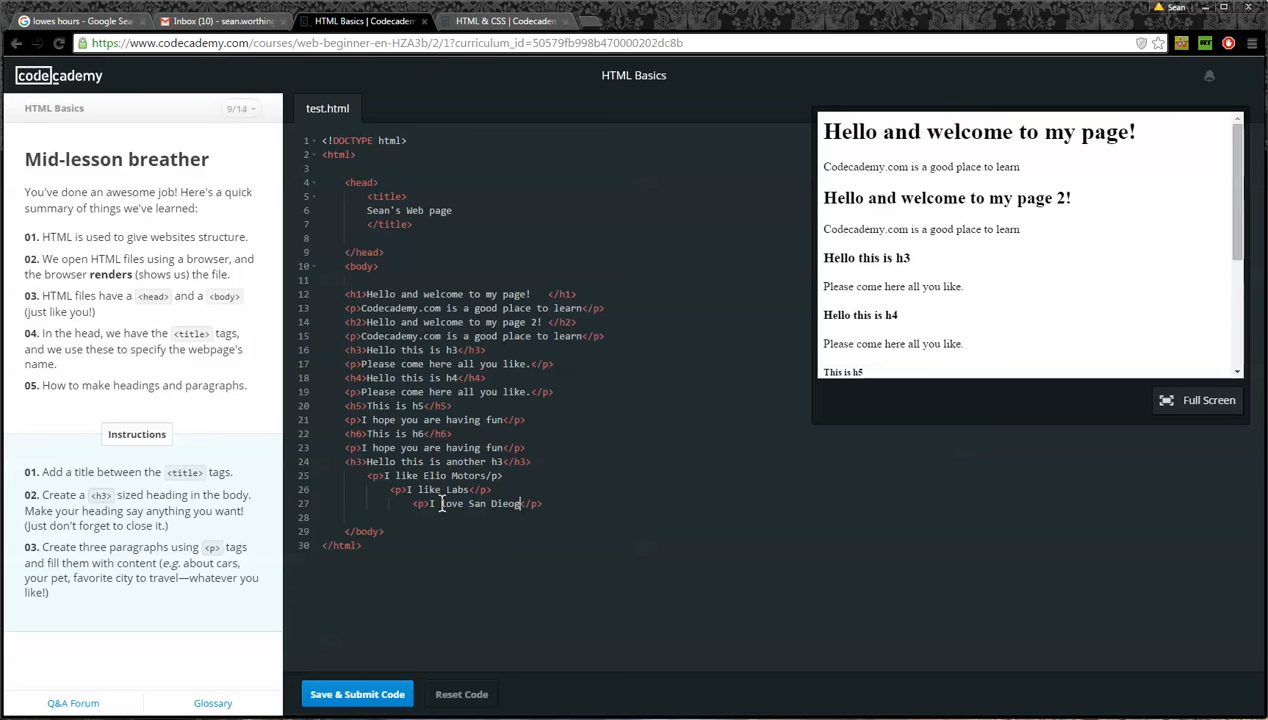 lowes hours - Google Sea
Inbox (10) - sean.worthing
HTML Basics | Codecadem
HTML & CSS | Codecadem
Sean
https://www.codecademy.com/courses/web-beginner-en-HZA3b/2/1?curriculum_id=50579fb998b470000202dc8b
codecademy
HTML Basics
HTML Basics
9/14
test.html
Mid-lesson breather
You've done an awesome job! Here's a quick
summary of things we've learned:
01. HTML is used to give websites structure.
02. We open HTML files using a browser, and
the browser renders (shows us) the file.
03. HTML files have a <head> and a <body>
(just like you!)
04. In the head, we have the <title> tags,
and we use these to specify the webpage's
name.
05. How to make headings and paragraphs.
Instructions
01. Add a title between the <title> tags.
02. Create a <h3> sized heading in the body.
Make your heading say anything you want!
(Just don't forget to close it.)
03. Create three paragraphs using <p> tags
and fill them with content (e.g. about cars,
your pet, favorite city to travel—whatever you
like!)
Q&A Forum
Glossary
1 <!DOCTYPE html>
2 <html>
3
4 <head>
5 <title>
6 Sean's Web page
7 </title>
8
9 </head>
10 <body>
11
12 <h1>Hello and welcome to my page! </h1>
13 <p>Codecademy.com is a good place to learn</p>
14 <h2>Hello and welcome to my page 2! </h2>
15 <p>Codecademy.com is a good place to learn</p>
16 <h3>Hello this is h3</h3>
17 <p>Please come here all you like.</p>
18 <h4>Hello this is h4</h4>
19 <p>Please come here all you like.</p>
20 <h5>This is h5</h5>
21 <p>I hope you are having fun</p>
22 <h6>This is h6</h6>
23 <p>I hope you are having fun</p>
24 <h3>Hello this is another h3</h3>
25 <p>I like Elio Motors/p>
26 <p>I like Labs</p>
27 <p>I love San Dieog</p>
28
29 </body>
30 </html>
Save & Submit Code
Reset Code
Hello and welcome to my page!
Codecademy.com is a good place to learn
Hello and welcome to my page 2!
Codecademy.com is a good place to learn
Hello this is h3
Please come here all you like.
Hello this is h4
Please come here all you like.
This is h5
Full Screen